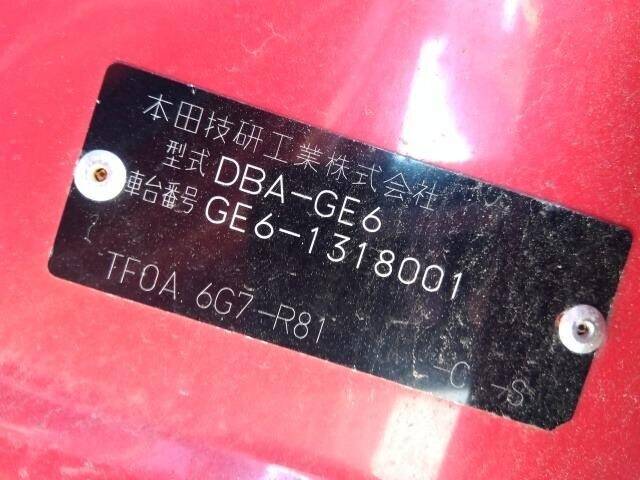 本田技研工業株式会社
型式 DBA-GE6
車台番号 GE6-1318001
TF0A 6G7-R81
-C -S